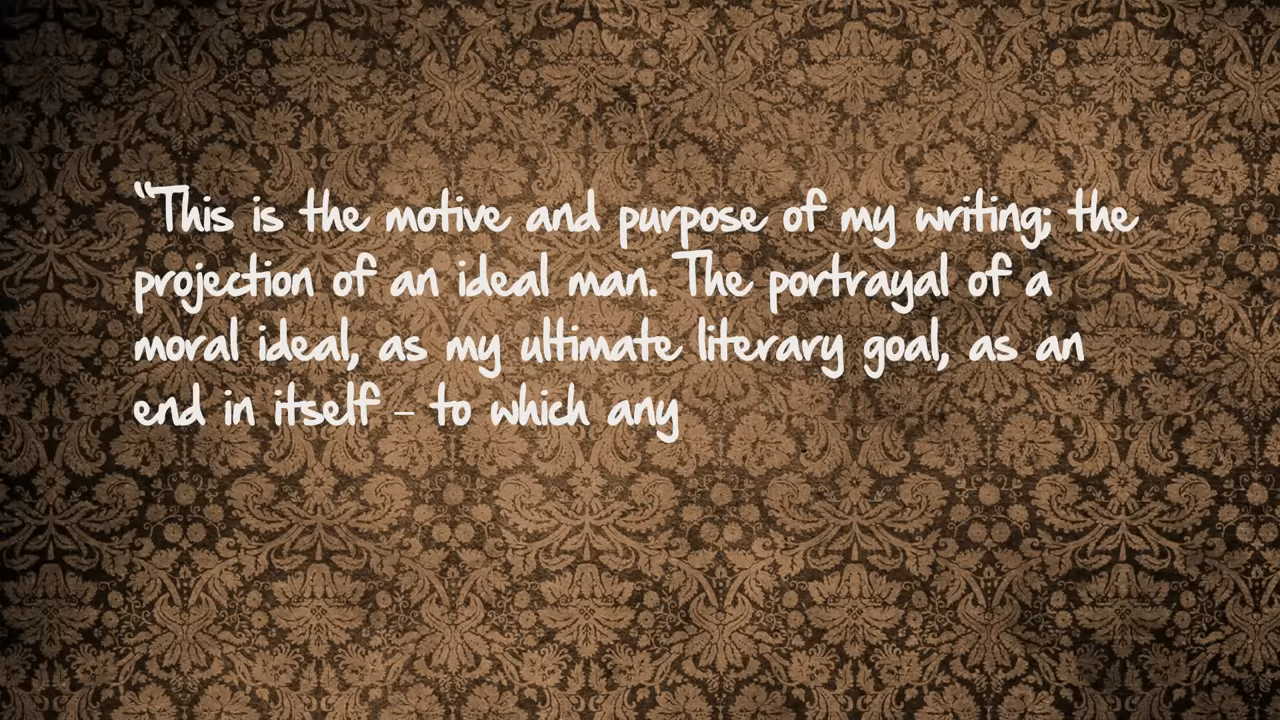 “This is the motive and purpose of my writing; the
projection of an ideal man. The portrayal of a
moral ideal, as my ultimate literary goal, as an
end in itself – to which any